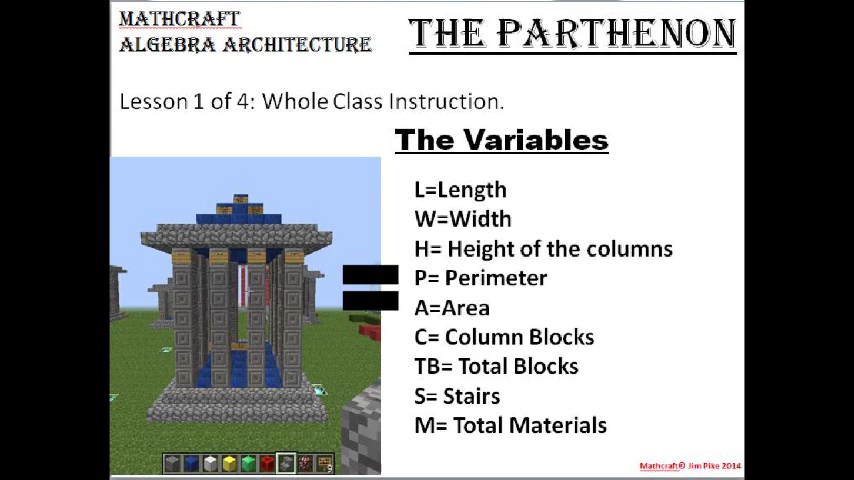 MATHCRAFT
ALGEBRA ARCHITECTURE
THE PARTHENON
Lesson 1 of 4: Whole Class Instruction.
The Variables
L=Length
W=Width
H= Height of the columns
P= Perimeter
A=Area
C= Column Blocks
TB= Total Blocks
S= Stairs
M= Total Materials
Mathcraft® Jim Pike 2014